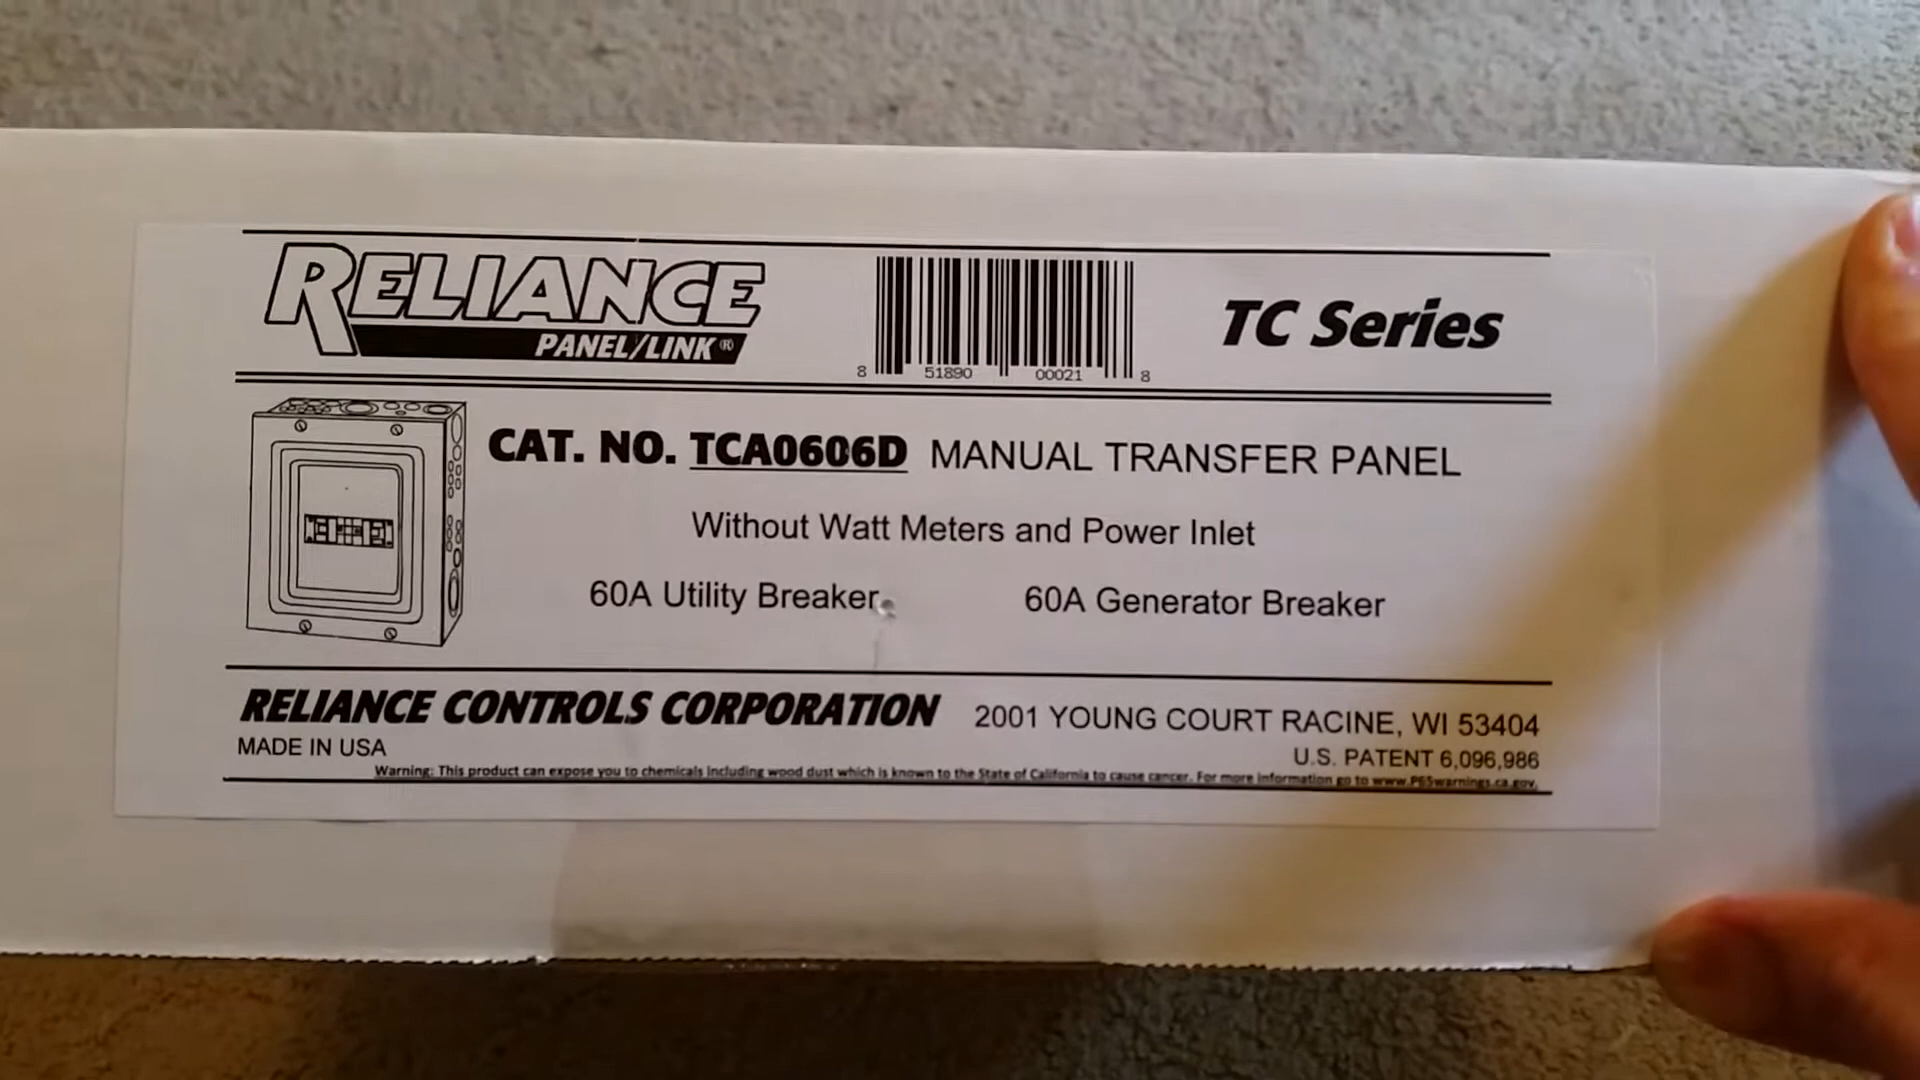 RELIANCE
PANEL/LINK®
8 51890 00021 8
TC Series
CAT. NO. TCA0606D MANUAL TRANSFER PANEL
Without Watt Meters and Power Inlet
60A Utility Breaker 60A Generator Breaker
RELIANCE CONTROLS CORPORATION 2001 YOUNG COURT RACINE, WI 53404
MADE IN USA U.S. PATENT 6,096,986
Warning: This product can expose you to chemicals including wood dust which is known to the State of California to cause cancer. For more information go to www.P65warnings.ca.gov.